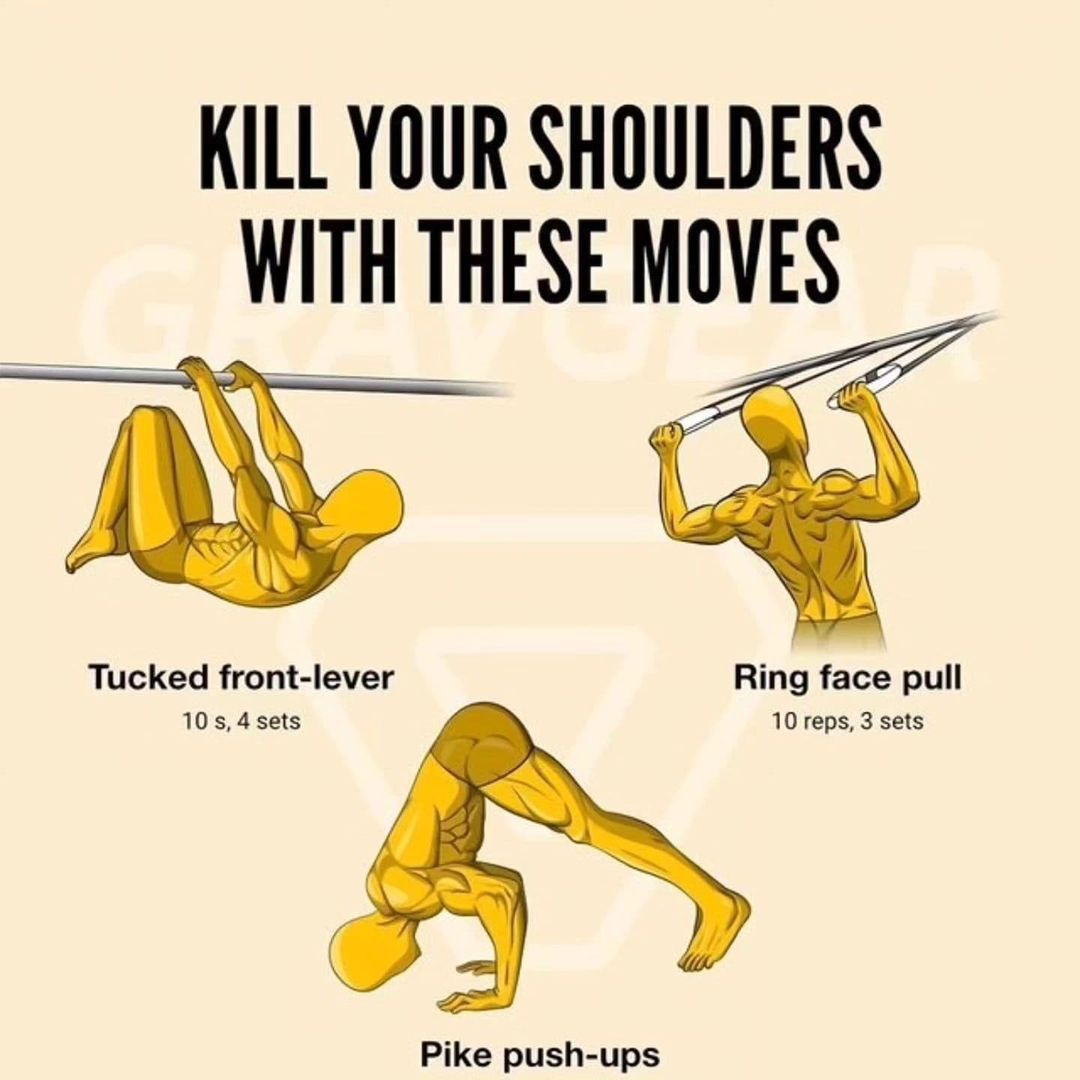 KILL YOUR SHOULDERS
WITH THESE MOVES
GRAVGEAR
Tucked front-lever
10 s, 4 sets
Ring face pull
10 reps, 3 sets
Pike push-ups